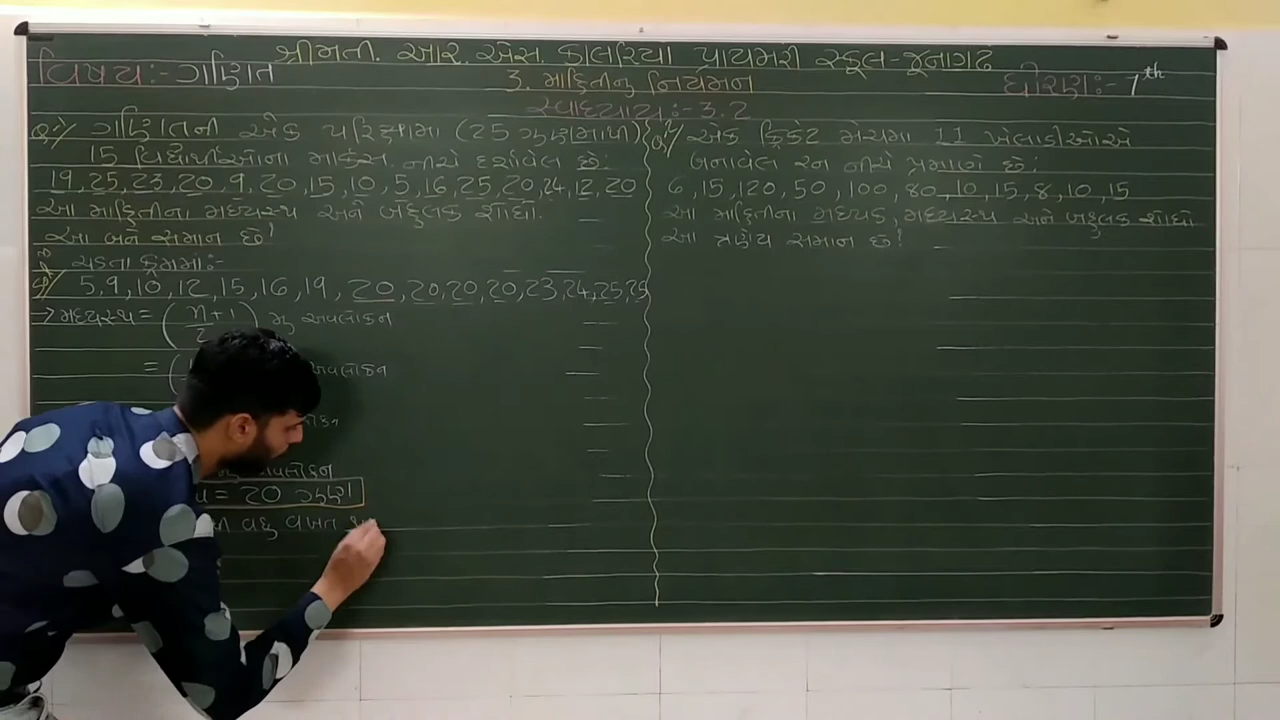 શ્રીમતી. આર. એસ. કાલરિયા પ્રાયમરી સ્કૂલ-જૂનાગઢ
વિષય:- ગણિત
3. માહિતીનું નિયમન
ધોરણ:- 7th
સ્વાધ્યાય:- 3.2
ગણિતની એક પરિક્ષામાં (25 ગુણમાંથી)
15 વિદ્યાર્થીઓના માર્કસ નીચે દર્શાવેલ છે:
19, 25, 23, 20, 9, 20, 15, 10, 5, 16, 25, 20, 24, 12, 20
આ માહિતીના મધ્યસ્થ અને બહુલક શોધો.
આ બંને સમાન છે?
ચડતા ક્રમમાં:-
5, 9, 10, 12, 15, 16, 19, 20, 20, 20, 20, 23, 24, 25, 25
→ મધ્યસ્થ = (n+1/2) મુ અવલોકન
= ( અવલોકન
અવલોકન
= 20 ગુણ
વધુ વખત
એક ક્રિકેટ મેચમાં 11 ખેલાડીઓએ
બનાવેલ રન નીચે પ્રમાણે છે:
6, 15, 120, 50, 100, 80, 10, 15, 8, 10, 15
આ માહિતીના મધ્યક, મધ્યસ્થ અને બહુલક શોધો.
આ ત્રણેય સમાન છે?